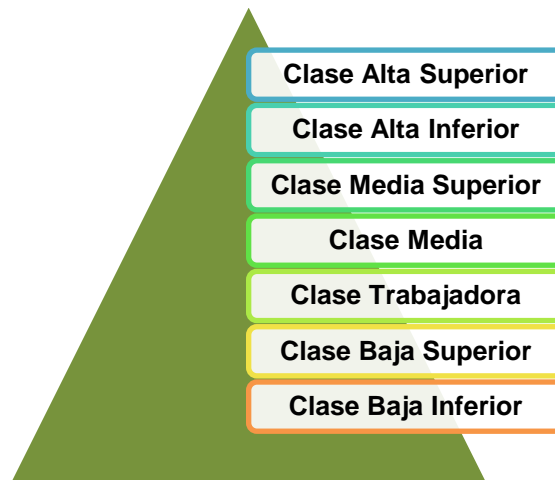 Clase Alta Superior
Clase Alta Inferior
Clase Media Superior
Clase Media
Clase Trabajadora
Clase Baja Superior
Clase Baja Inferior